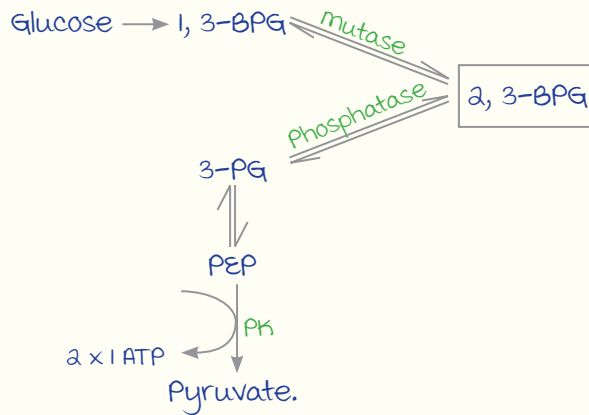 Glucose → 1, 3-BPG
mutase
2, 3-BPG
Phosphatase
3-PG
PEP
PK
2 x 1 ATP
Pyruvate.